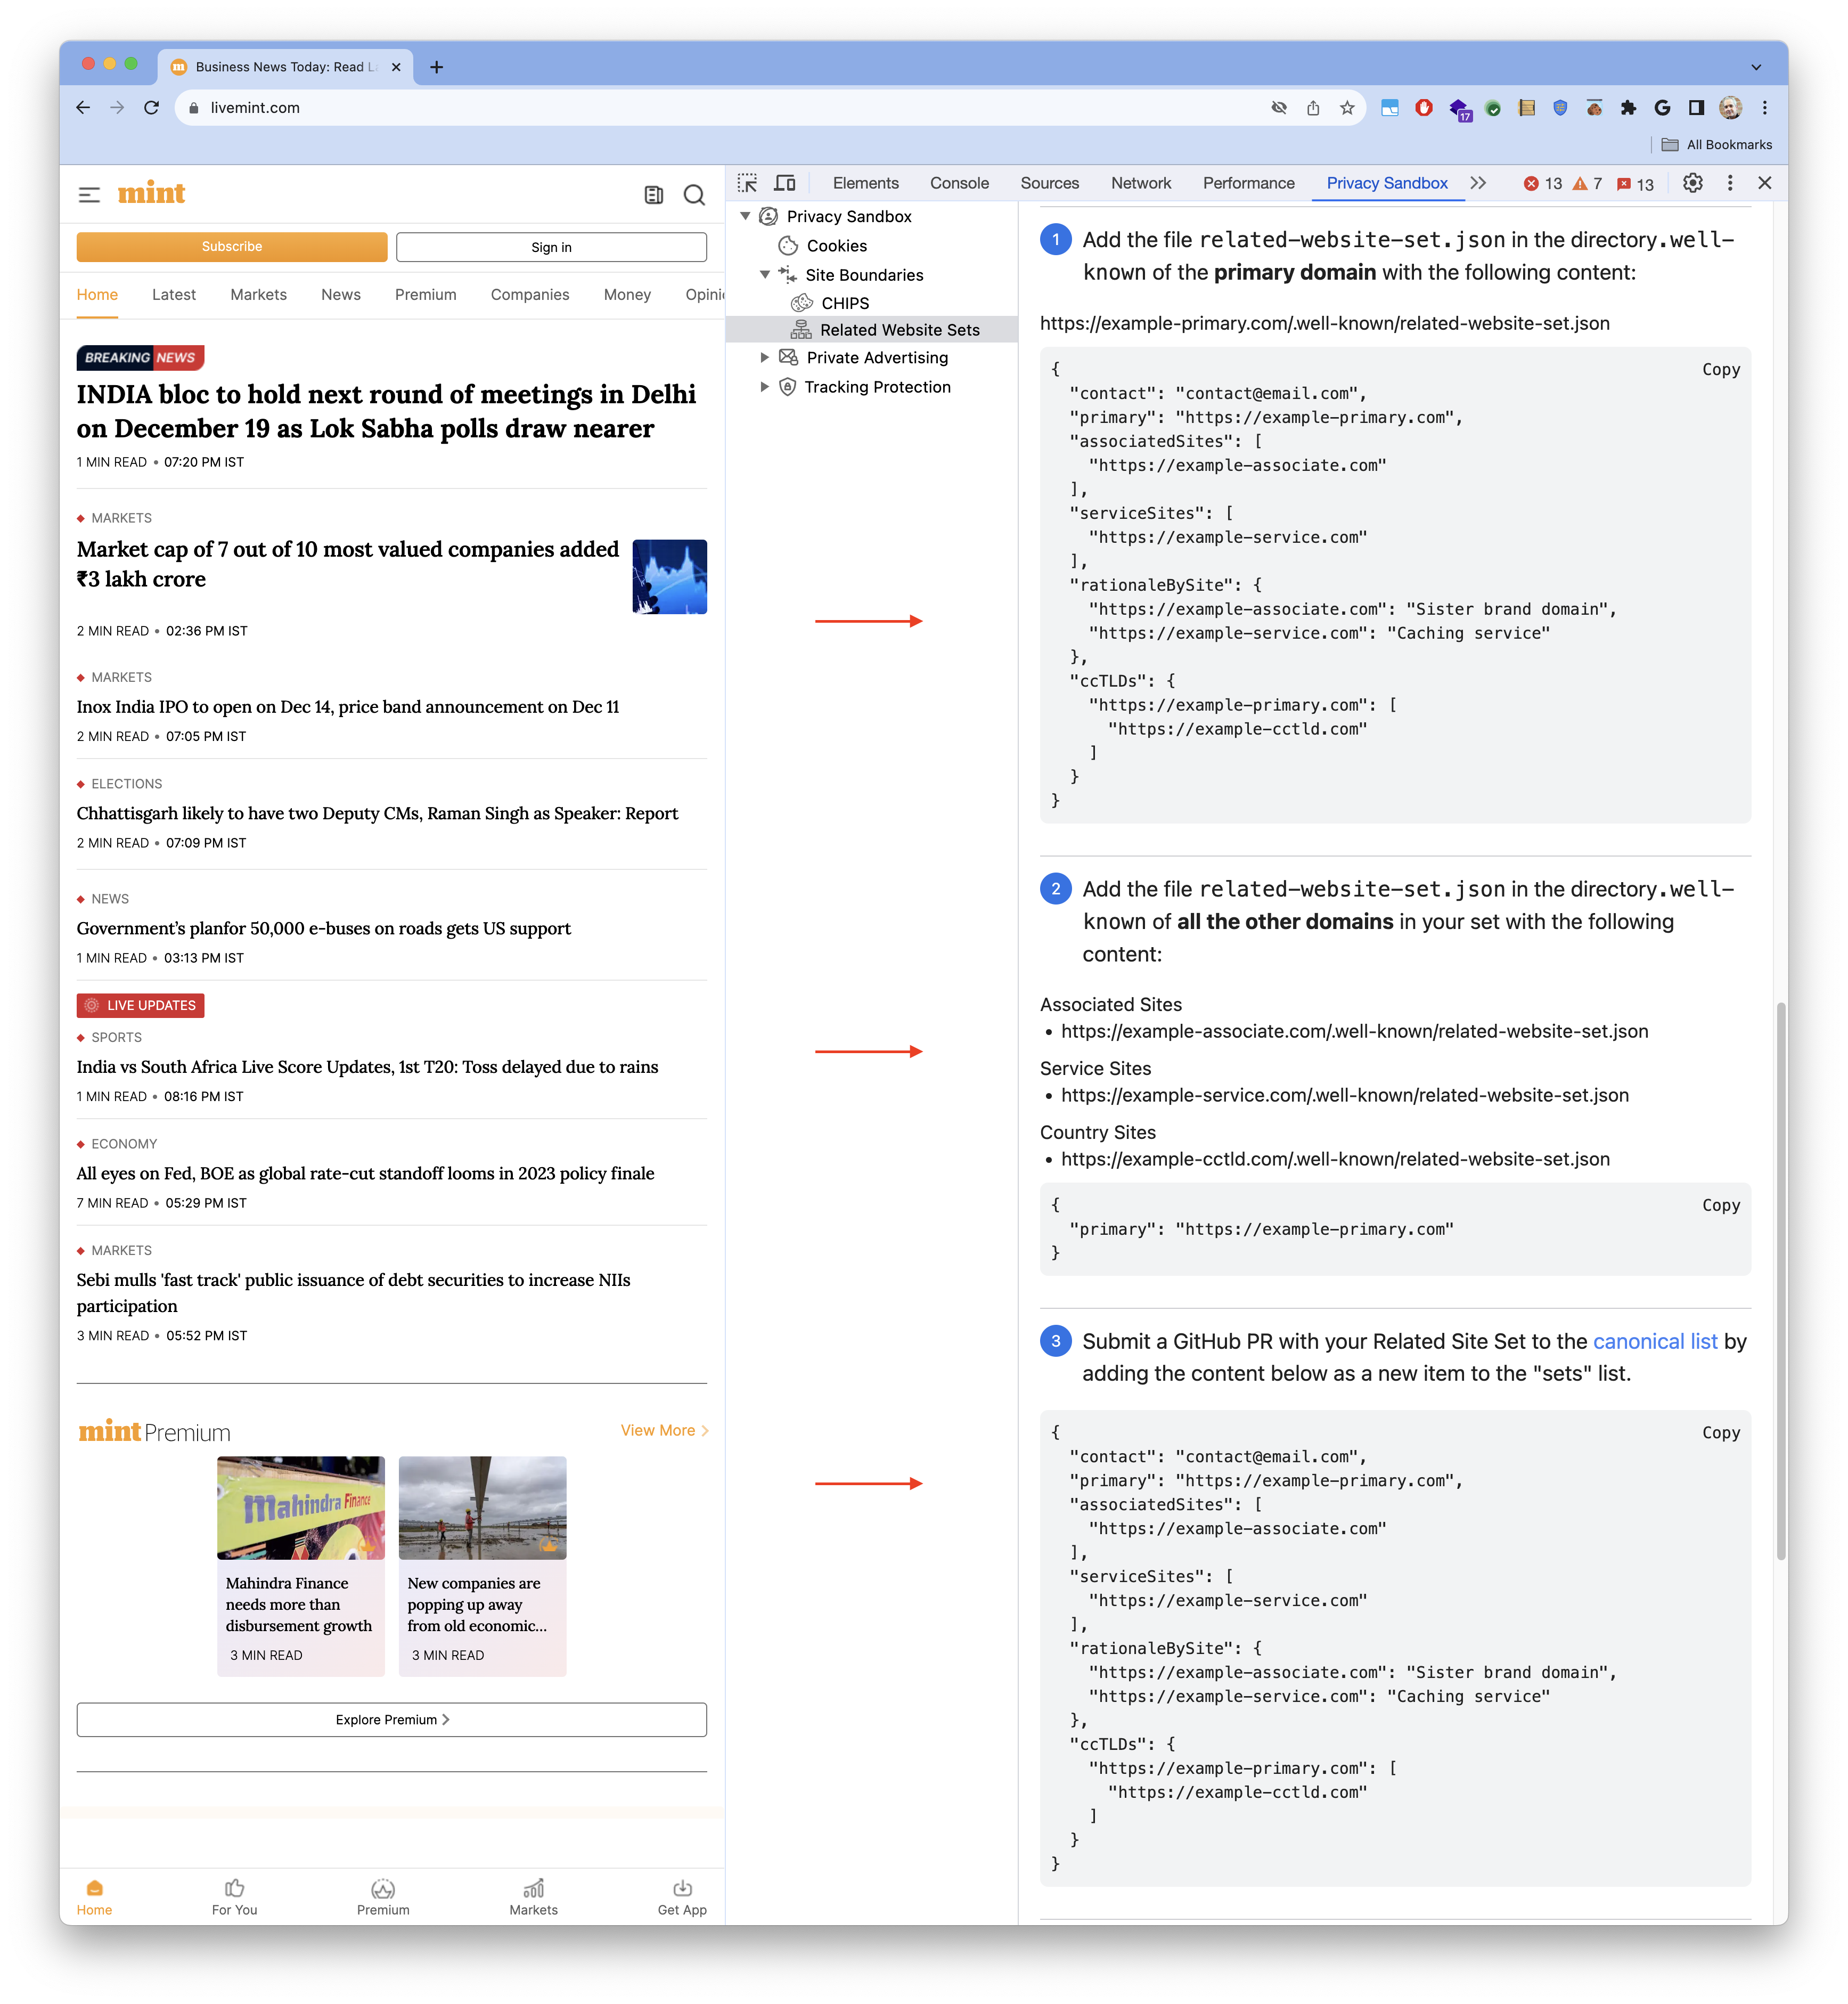 Business News Today: Read L
livemint.com
17
All Bookmarks
mint
Subscribe
Sign in
Home Latest Markets News Premium Companies Money Opini
BREAKING NEWS
INDIA bloc to hold next round of meetings in Delhi
on December 19 as Lok Sabha polls draw nearer
1 MIN READ • 07:20 PM IST
MARKETS
Market cap of 7 out of 10 most valued companies added
₹3 lakh crore
2 MIN READ • 02:36 PM IST
MARKETS
Inox India IPO to open on Dec 14, price band announcement on Dec 11
2 MIN READ • 07:05 PM IST
ELECTIONS
Chhattisgarh likely to have two Deputy CMs, Raman Singh as Speaker: Report
2 MIN READ • 07:09 PM IST
NEWS
Government’s planfor 50,000 e-buses on roads gets US support
1 MIN READ • 03:13 PM IST
LIVE UPDATES
SPORTS
India vs South Africa Live Score Updates, 1st T20: Toss delayed due to rains
1 MIN READ • 08:16 PM IST
ECONOMY
All eyes on Fed, BOE as global rate-cut standoff looms in 2023 policy finale
7 MIN READ • 05:29 PM IST
MARKETS
Sebi mulls 'fast track' public issuance of debt securities to increase NIIs
participation
3 MIN READ • 05:52 PM IST
mint Premium
View More
Mahindra Finance
Mahindra Finance
needs more than
disbursement growth
3 MIN READ
New companies are
popping up away
from old economic...
3 MIN READ
Explore Premium
Home For You Premium Markets Get App
Elements Console Sources Network Performance Privacy Sandbox 13 7 13
Privacy Sandbox
Cookies
Site Boundaries
CHIPS
Related Website Sets
Private Advertising
Tracking Protection
1 Add the file related-website-set.json in the directory.well-
known of the primary domain with the following content:
https://example-primary.com/.well-known/related-website-set.json
Copy
{
"contact": "contact@email.com",
"primary": "https://example-primary.com",
"associatedSites": [
"https://example-associate.com"
],
"serviceSites": [
"https://example-service.com"
],
"rationaleBySite": {
"https://example-associate.com": "Sister brand domain",
"https://example-service.com": "Caching service"
},
"ccTLDs": {
"https://example-primary.com": [
"https://example-cctld.com"
]
}
}
2 Add the file related-website-set.json in the directory.well-
known of all the other domains in your set with the following
content:
Associated Sites
• https://example-associate.com/.well-known/related-website-set.json
Service Sites
• https://example-service.com/.well-known/related-website-set.json
Country Sites
• https://example-cctld.com/.well-known/related-website-set.json
Copy
{
"primary": "https://example-primary.com"
}
3 Submit a GitHub PR with your Related Site Set to the canonical list by
adding the content below as a new item to the "sets" list.
Copy
{
"contact": "contact@email.com",
"primary": "https://example-primary.com",
"associatedSites": [
"https://example-associate.com"
],
"serviceSites": [
"https://example-service.com"
],
"rationaleBySite": {
"https://example-associate.com": "Sister brand domain",
"https://example-service.com": "Caching service"
},
"ccTLDs": {
"https://example-primary.com": [
"https://example-cctld.com"
]
}
}